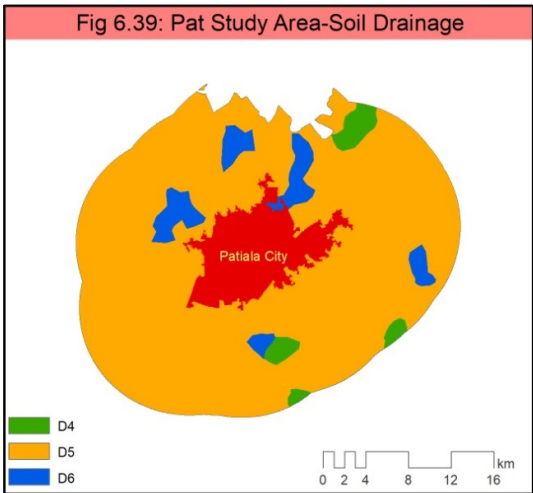 Fig 6.39: Pat Study Area-Soil Drainage
Patiala City
D4
D5
D6
km
0 2 4 8 12 16